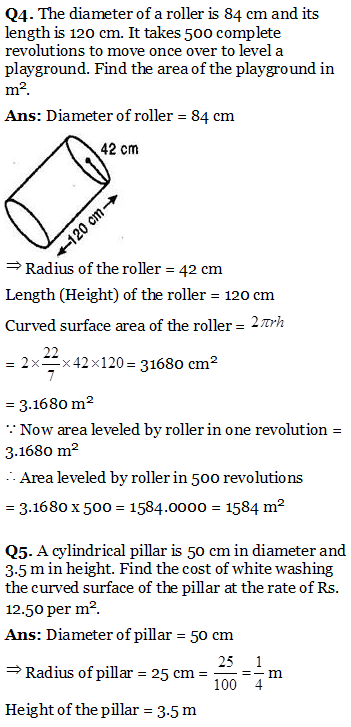 Q4. The diameter of a roller is 84 cm and its
length is 120 cm. It takes 500 complete
revolutions to move once over to level a
playground. Find the area of the playground in
m².
Ans: Diameter of roller = 84 cm
42 cm
120 cm
⇒ Radius of the roller = 42 cm
Length (Height) of the roller = 120 cm
Curved surface area of the roller = 2πrh
= 2×22/7×42×120 = 31680 cm²
= 3.1680 m²
∵ Now area leveled by roller in one revolution =
3.1680 m²
∴ Area leveled by roller in 500 revolutions
= 3.1680 x 500 = 1584.0000 = 1584 m²
Q5. A cylindrical pillar is 50 cm in diameter and
3.5 m in height. Find the cost of white washing
the curved surface of the pillar at the rate of Rs.
12.50 per m².
Ans: Diameter of pillar = 50 cm
⇒ Radius of pillar = 25 cm = 25/100 = 1/4 m
Height of the pillar = 3.5 m